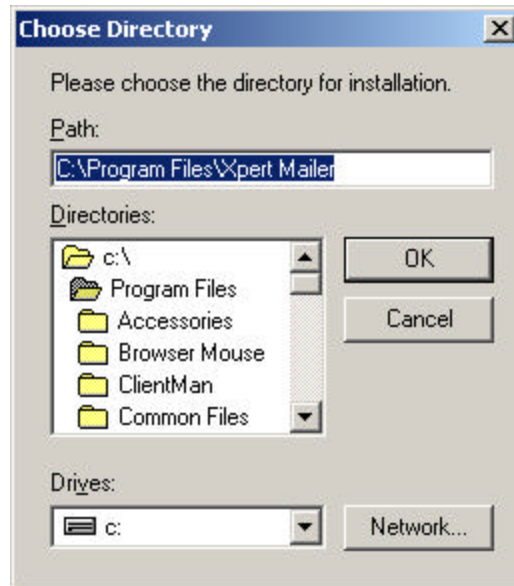 Choose Directory
Please choose the directory for installation.
Path:
C:\Program Files\Xpert Mailer
Directories:
c:\
Program Files
Accessories
Browser Mouse
ClientMan
Common Files
OK
Cancel
Drives:
c:
Network...